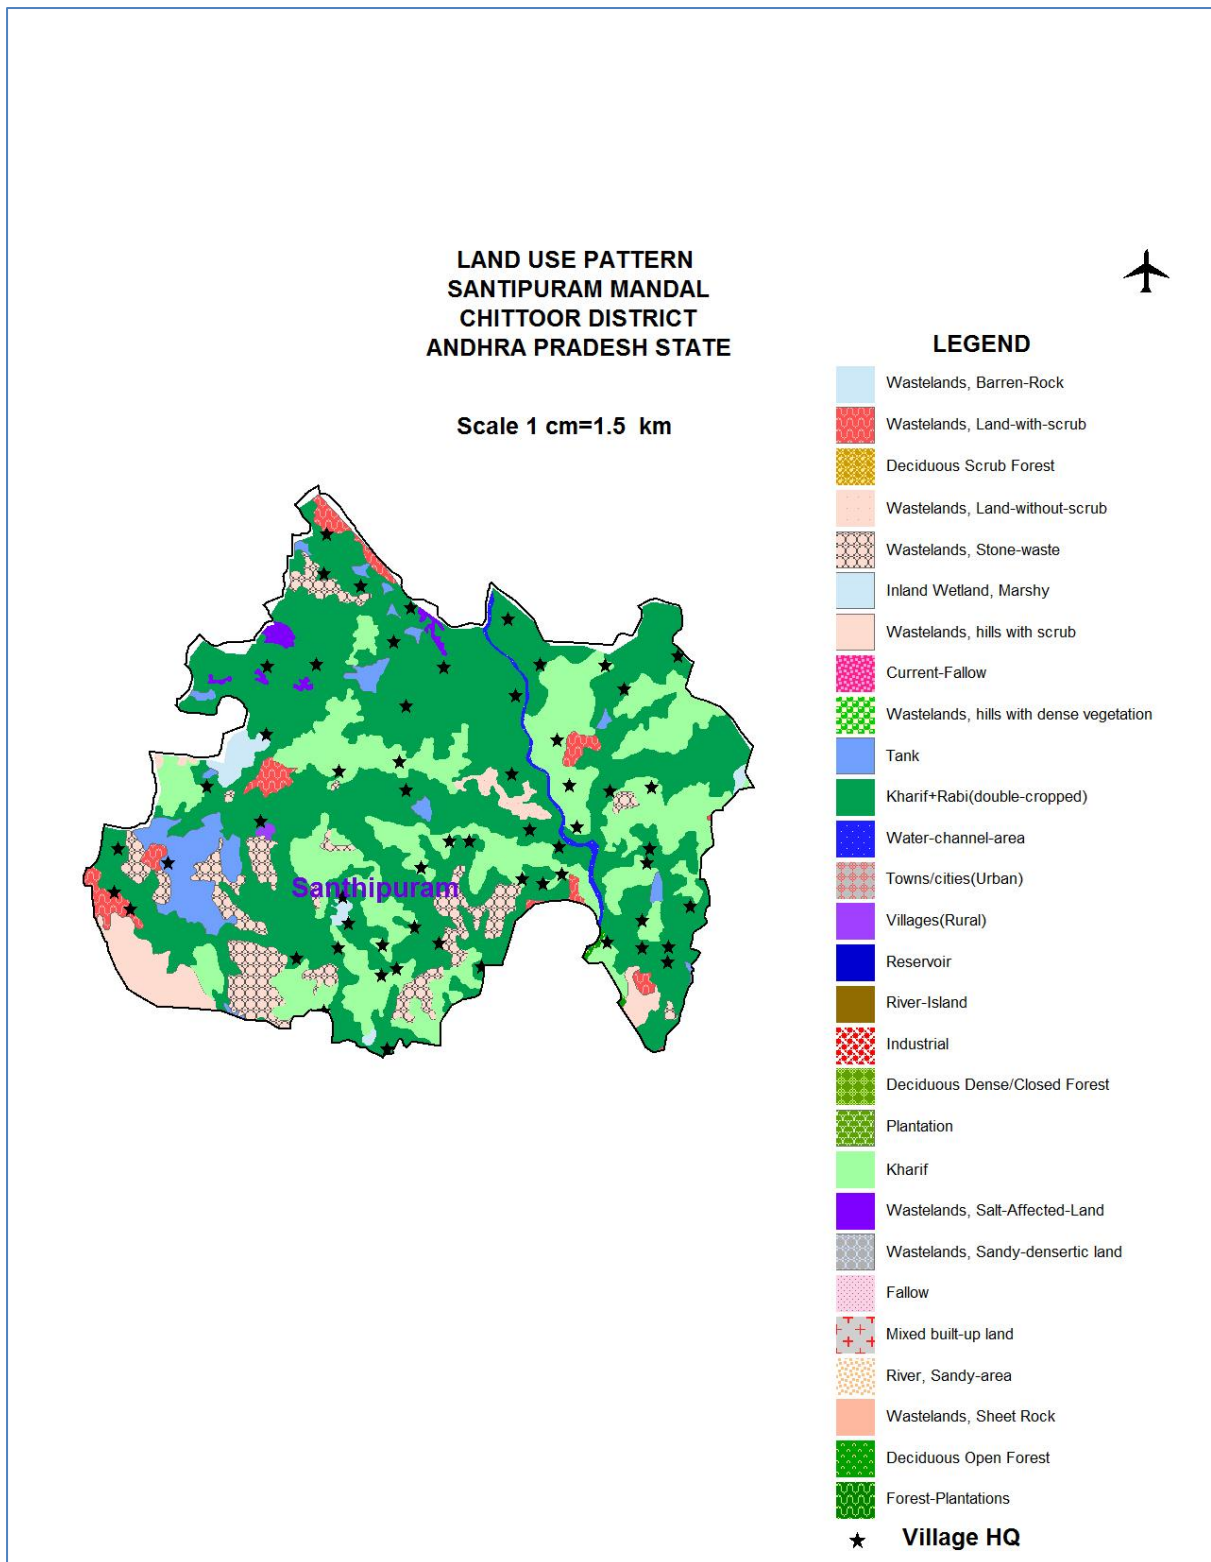 LAND USE PATTERN
SANTIPURAM MANDAL
CHITTOOR DISTRICT
ANDHRA PRADESH STATE
Scale 1 cm=1.5 km
Santhipuram
LEGEND
Wastelands, Barren-Rock
Wastelands, Land-with-scrub
Deciduous Scrub Forest
Wastelands, Land-without-scrub
Wastelands, Stone-waste
Inland Wetland, Marshy
Wastelands, hills with scrub
Current-Fallow
Wastelands, hills with dense vegetation
Tank
Kharif+Rabi(double-cropped)
Water-channel-area
Towns/cities(Urban)
Villages(Rural)
Reservoir
River-Island
Industrial
Deciduous Dense/Closed Forest
Plantation
Kharif
Wastelands, Salt-Affected-Land
Wastelands, Sandy-densertic land
Fallow
Mixed built-up land
River, Sandy-area
Wastelands, Sheet Rock
Deciduous Open Forest
Forest-Plantations
Village HQ